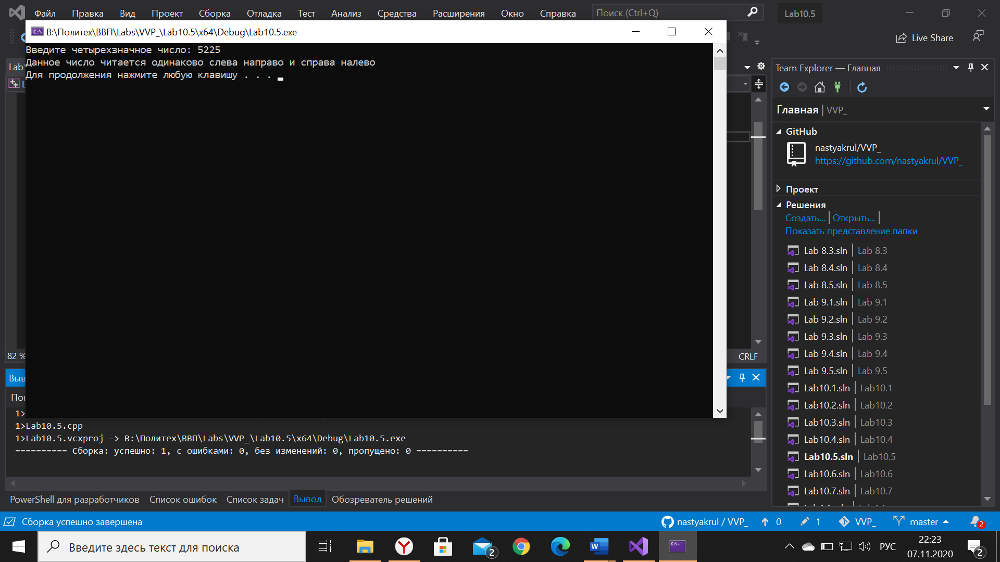 Файл Правка Вид Проект Сборка Отладка Тест Анализ Средства Расширения Окно Справка Поиск (Ctrl+Q) Lab10.5
B:\Политех\ВВП\Labs\VVP_\Lab10.5\x64\Debug\Lab10.5.exe
Live Share
Введите четырехзначное число: 5225
Данное число читается одинаково слева направо и справа налево
Для продолжения нажмите любую клавишу . . .
Lab
Team Explorer — Главная
Главная | VVP_
GitHub
nastyakrul/VVP_
https://github.com/nastyakrul/VVP_
Проект
Решения
Создать... | Открыть... |
Показать представление папки
Lab 8.3.sln | Lab 8.3
Lab 8.4.sln | Lab 8.4
Lab 8.5.sln | Lab 8.5
Lab 9.1.sln | Lab 9.1
Lab 9.2.sln | Lab 9.2
Lab 9.3.sln | Lab 9.3
Lab 9.4.sln | Lab 9.4
Lab 9.5.sln | Lab 9.5
Lab10.1.sln | Lab10.1
Lab10.2.sln | Lab10.2
Lab10.3.sln | Lab10.3
Lab10.4.sln | Lab10.4
Lab10.5.sln | Lab10.5
Lab10.6.sln | Lab10.6
Lab10.7.sln | Lab10.7
82 %
CRLF
Выв
Пок
1>
1>Lab10.5.cpp
1>Lab10.5.vcxproj -> B:\Политех\ВВП\Labs\VVP_\Lab10.5\x64\Debug\Lab10.5.exe
========== Сборка: успешно: 1, с ошибками: 0, без изменений: 0, пропущено: 0 ==========
PowerShell для разработчиков Список ошибок Список задач Вывод Обозреватель решений
Сборка успешно завершена
nastyakrul / VVP_ 0 1 VVP_ master 2
Введите здесь текст для поиска
2
РУС
22:23
07.11.2020
2